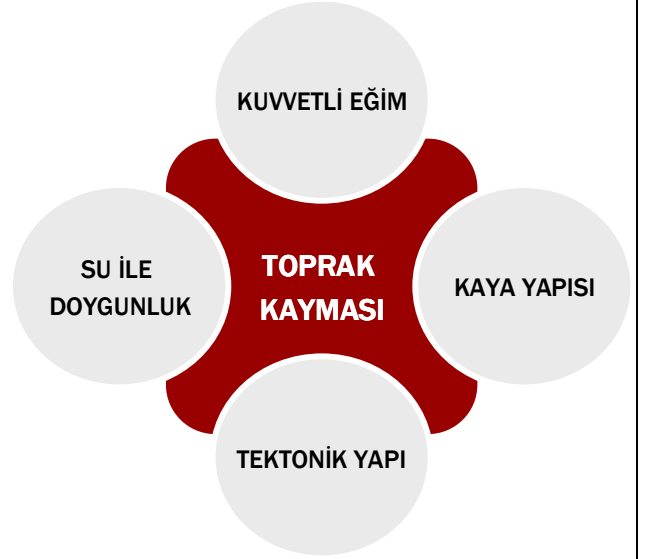 KUVVETLİ EĞİM
SU İLE
DOYGUNLUK
TOPRAK
KAYMASI
KAYA YAPISI
TEKTONİK YAPI